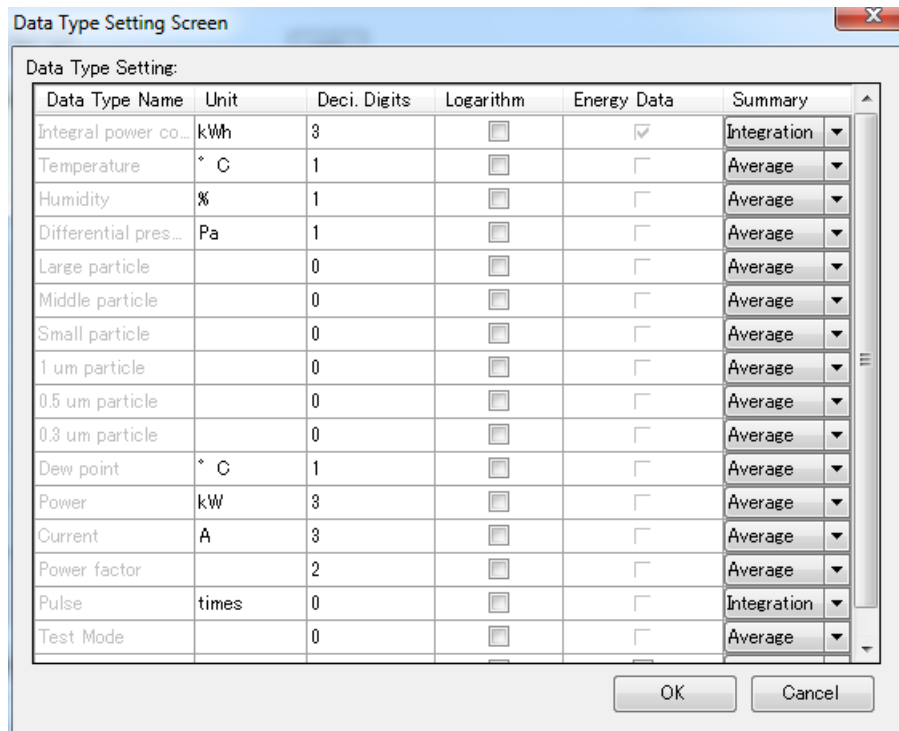 Data Type Setting Screen
Data Type Setting:
Data Type Name Unit Deci. Digits Logarithm Energy Data Summary
Integral power co... kWh 3 Integration
Temperature ° C 1 Average
Humidity % 1 Average
Differential pres... Pa 1 Average
Large particle 0 Average
Middle particle 0 Average
Small particle 0 Average
1 um particle 0 Average
0.5 um particle 0 Average
0.3 um particle 0 Average
Dew point ° C 1 Average
Power kW 3 Average
Current A 3 Average
Power factor 2 Average
Pulse times 0 Integration
Test Mode 0 Average
OK Cancel